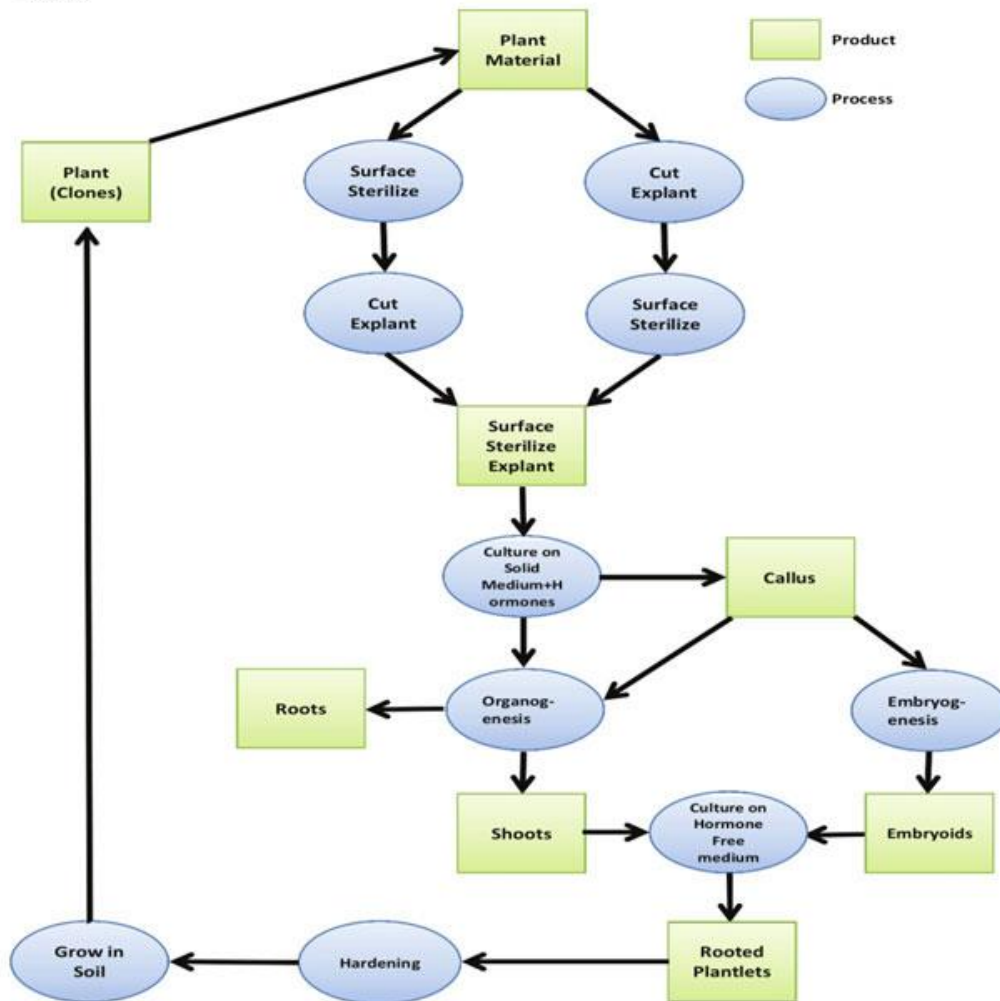 Plant
Material
Product
Process
Plant
(Clones)
Surface
Sterilize
Cut
Explant
Cut
Explant
Surface
Sterilize
Surface
Sterilize
Explant
Culture on
Solid
Medium+H
ormones
Callus
Roots
Organog-
enesis
Embryog-
enesis
Shoots
Culture on
Hormone
Free
medium
Embryoids
Grow in
Soil
Hardening
Rooted
Plantlets